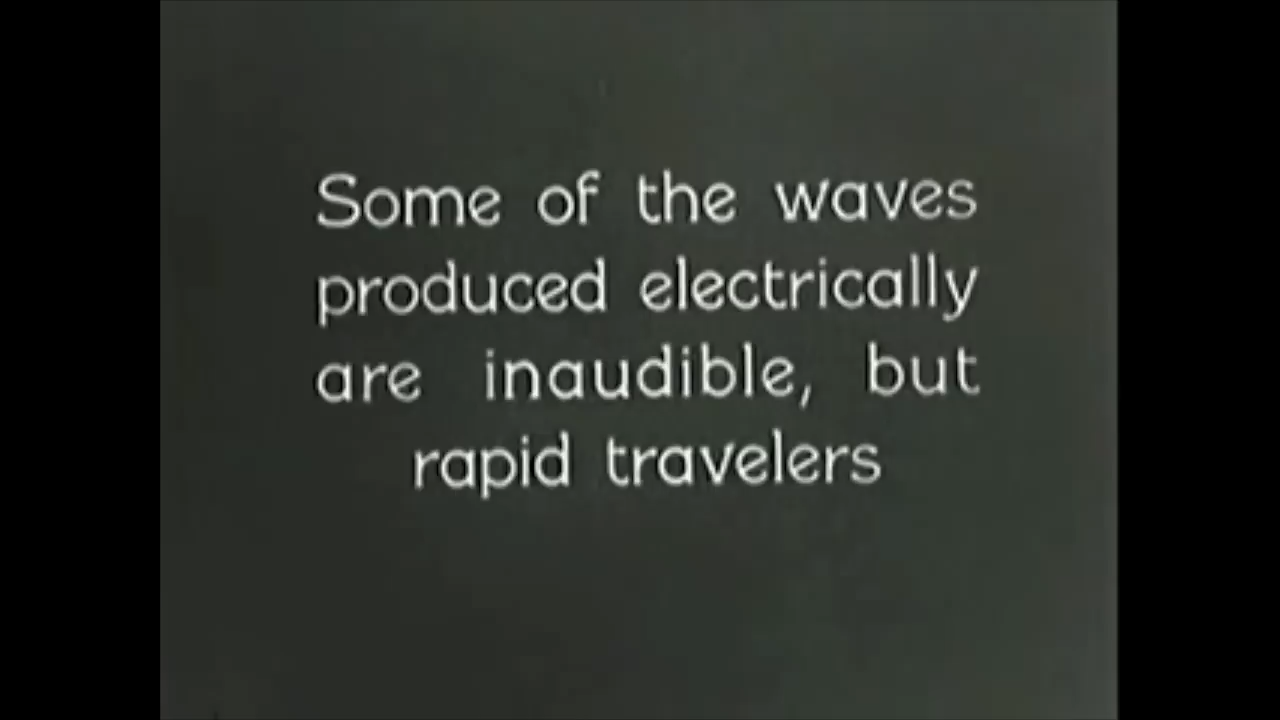 Some of the waves
produced electrically
are inaudible, but
rapid travelers